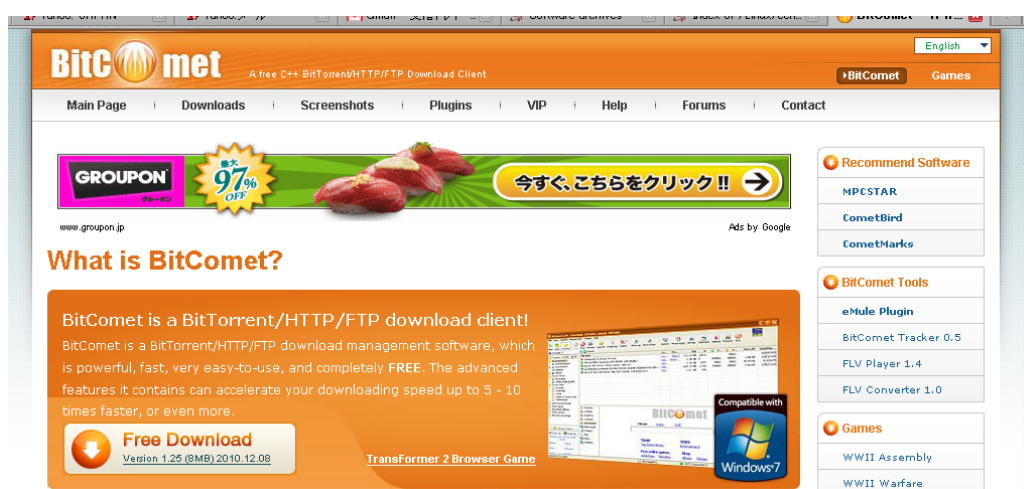 BitComet
A free C++ BitTorrent/HTTP/FTP Download Client
English
BitComet
Games
Main Page
Downloads
Screenshots
Plugins
VIP
Help
Forums
Contact
GROUPON
グルーポン
最大
97%
OFF
今すぐ、こちらをクリック!!
www.groupon.jp
Ads by Google
What is BitComet?
BitComet is a BitTorrent/HTTP/FTP download client!
BitComet is a BitTorrent/HTTP/FTP download management software, which
is powerful, fast, very easy-to-use, and completely FREE. The advanced
features it contains can accelerate your downloading speed up to 5 - 10
times faster, or even more.
Free Download
Version 1.25 (8MB) 2010.12.08
TransFormer 2 Browser Game
BitComet
Compatible with
Windows 7
Recommend Software
MPCSTAR
CometBird
CometMarks
BitComet Tools
eMule Plugin
BitComet Tracker 0.5
FLV Player 1.4
FLV Converter 1.0
Games
WWII Assembly
WWII Warfare